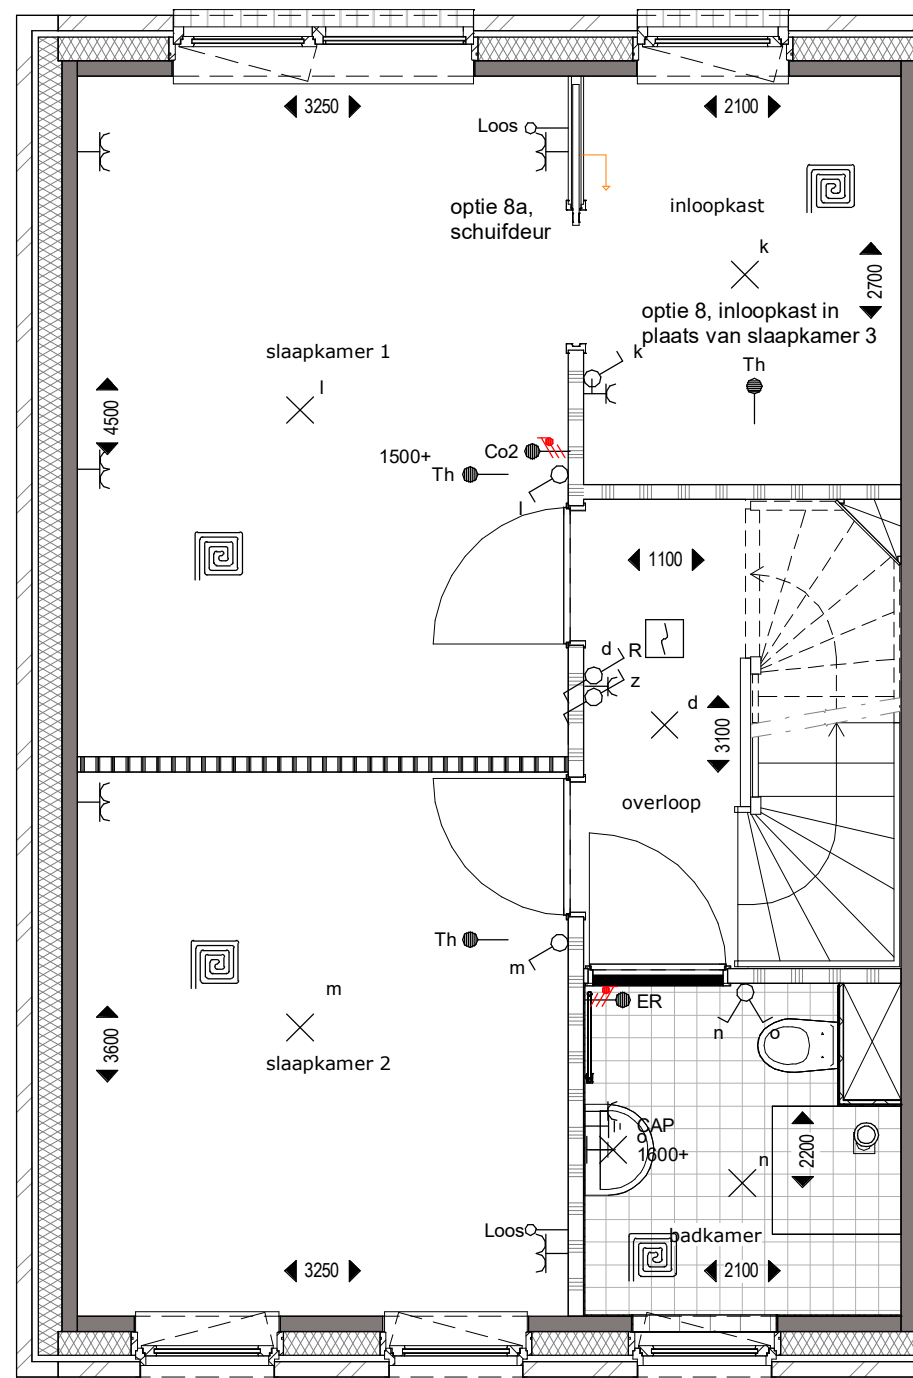 3250
2100
Loos
optie 8a,
schuifdeur
inloopkast
k
2700
optie 8, inloopkast in
plaats van slaapkamer 3
k
Th
slaapkamer 1
l
4500
1500+
Co2
Th
l
1100
d R
z
d
3100
overloop
Th
m
m
3600
slaapkamer 2
ER
n
o
CAP
o
1600+
n
2200
Loos
badkamer
3250
2100